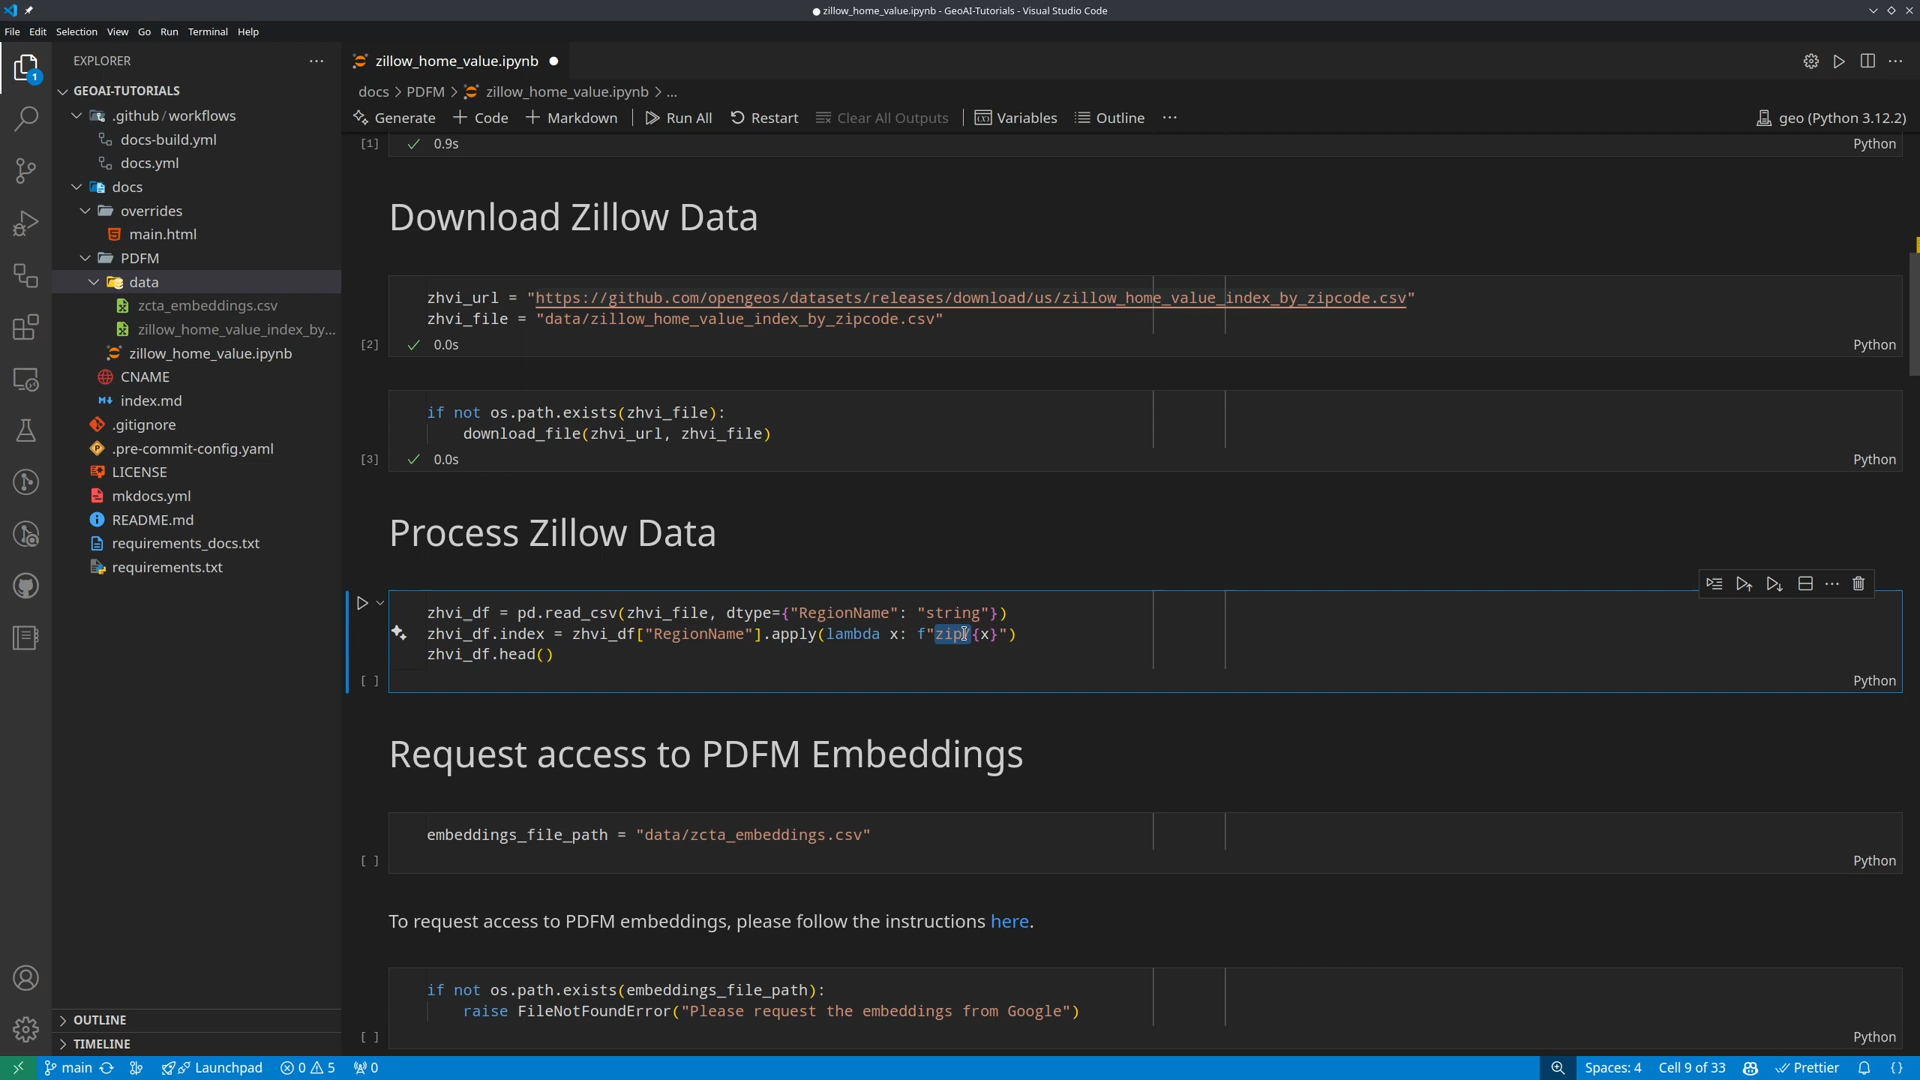 zillow_home_value.ipynb - GeoAI-Tutorials - Visual Studio Code
File Edit Selection View Go Run Terminal Help
EXPLORER
GEOAI-TUTORIALS
.github / workflows
docs-build.yml
docs.yml
docs
overrides
main.html
PDFM
data
zcta_embeddings.csv
zillow_home_value_index_by...
zillow_home_value.ipynb
CNAME
index.md
.gitignore
.pre-commit-config.yaml
LICENSE
mkdocs.yml
README.md
requirements_docs.txt
requirements.txt
OUTLINE
TIMELINE
1
zillow_home_value.ipynb
docs > PDFM > zillow_home_value.ipynb > ...
Generate + Code + Markdown Run All Restart Clear All Outputs Variables Outline ... geo (Python 3.12.2)
[1] ✓ 0.9s Python
Download Zillow Data
zhvi_url = "https://github.com/opengeos/datasets/releases/download/us/zillow_home_value_index_by_zipcode.csv"
zhvi_file = "data/zillow_home_value_index_by_zipcode.csv"
[2] ✓ 0.0s Python
if not os.path.exists(zhvi_file):
download_file(zhvi_url, zhvi_file)
[3] ✓ 0.0s Python
Process Zillow Data
zhvi_df = pd.read_csv(zhvi_file, dtype={"RegionName": "string"})
zhvi_df.index = zhvi_df["RegionName"].apply(lambda x: f"zip/{x}")
zhvi_df.head()
[ ] Python
Request access to PDFM Embeddings
embeddings_file_path = "data/zcta_embeddings.csv"
[ ] Python
To request access to PDFM embeddings, please follow the instructions here.
if not os.path.exists(embeddings_file_path):
raise FileNotFoundError("Please request the embeddings from Google")
[ ] Python
main Launchpad 0 5 0 Spaces: 4 Cell 9 of 33 Prettier { }